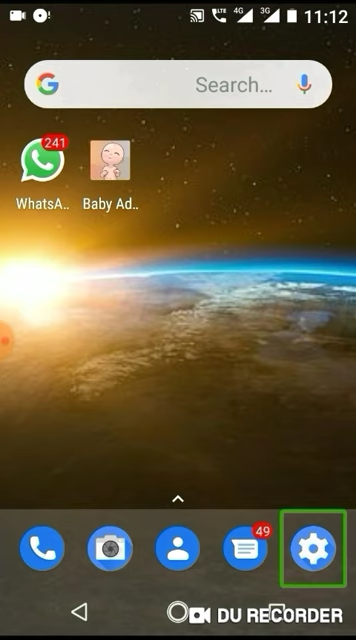 LTE 4G 3G 11:12
Search...
241
WhatsA.. Baby Ad..
49
DU RECORDER